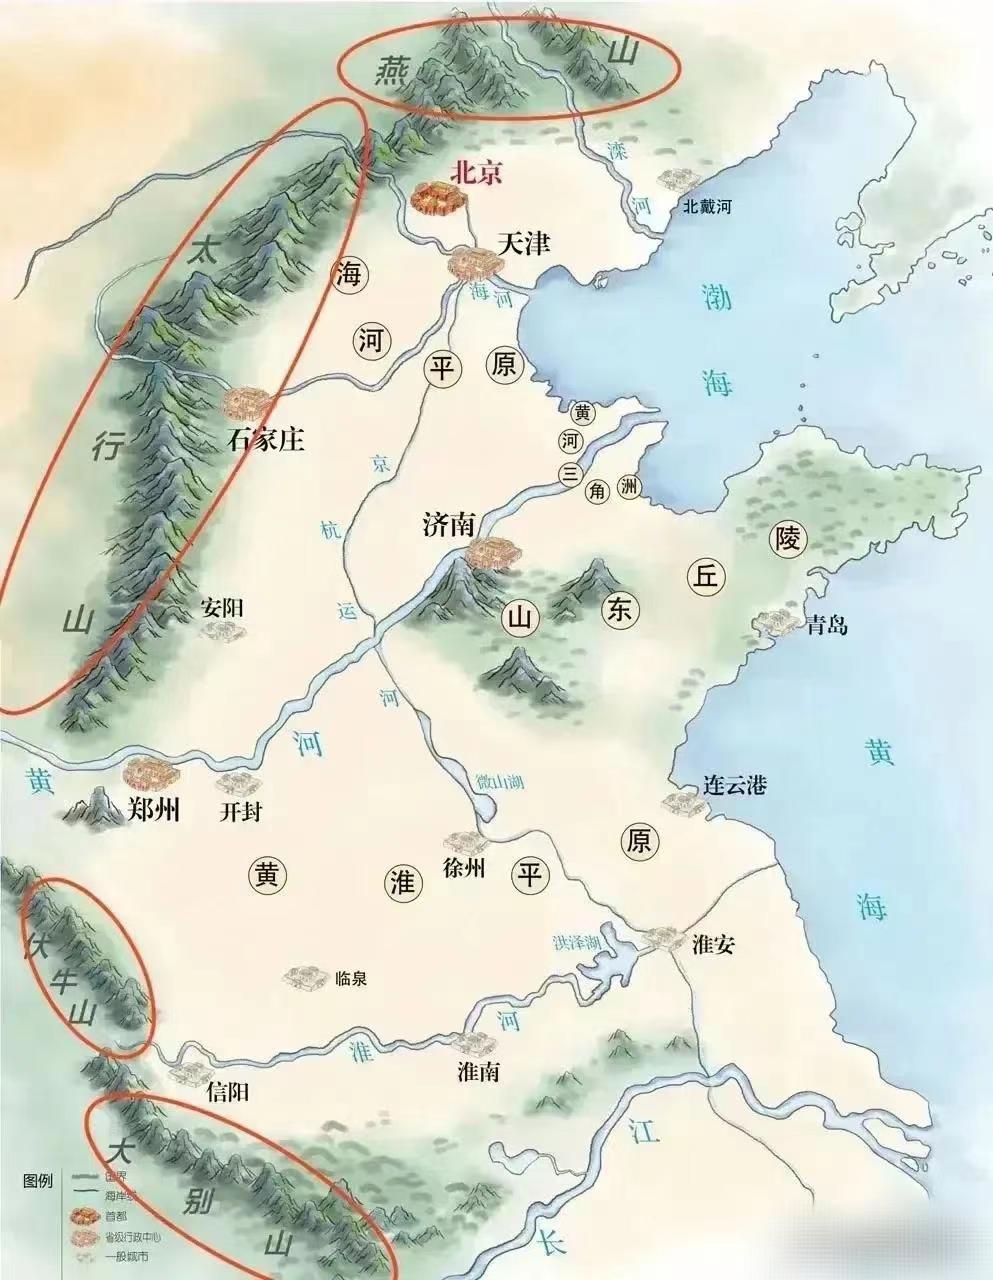 燕山
滦河
北京
北戴河
天津
海河
渤海
太行山
海河平原
石家庄
黄河三角洲
京杭运河
济南
山东丘陵
安阳
青岛
黄河
郑州
开封
微山湖
连云港
黄海
徐州
黄淮平原
伏牛山
洪泽湖
淮安
临泉
淮河
信阳
淮南
长江
大别山
图例
国界
海岸线
首都
省级行政中心
一般城市